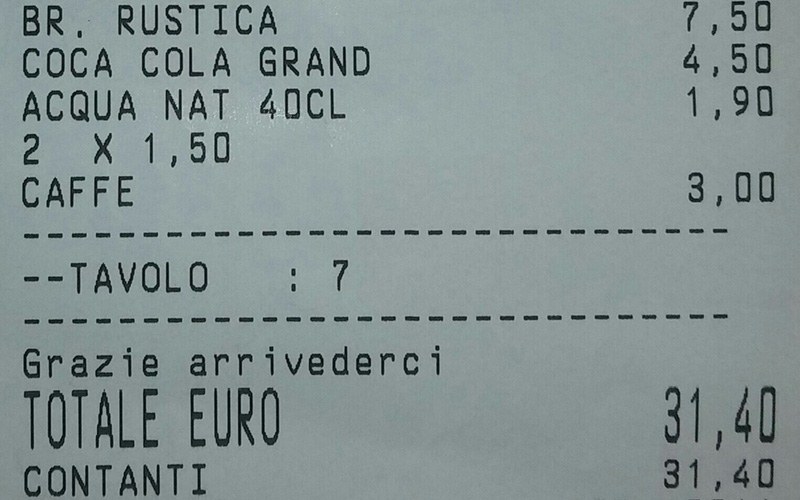 BR. RUSTICA 7,50
COCA COLA GRAND 4,50
ACQUA NAT 40CL 1,90
2 X 1,50
CAFFE 3,00
------------------------------------
--TAVOLO : 7
------------------------------------
Grazie arrivederci
TOTALE EURO 31,40
CONTANTI 31,40